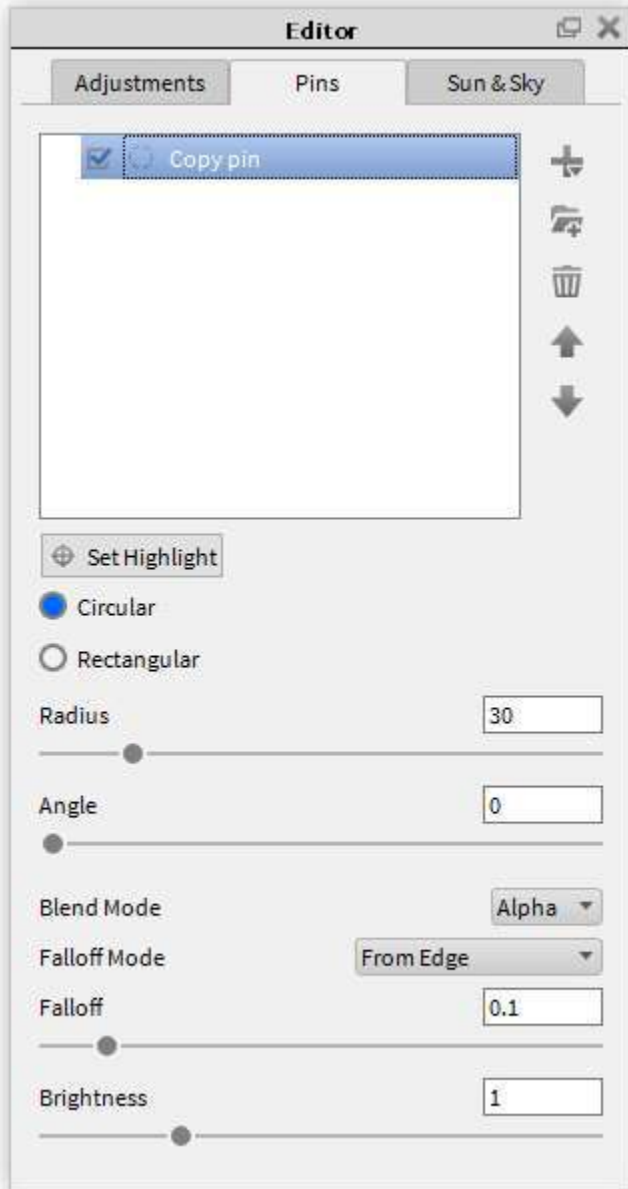 Editor
Adjustments Pins Sun & Sky
Copy pin
Set Highlight
Circular
Rectangular
Radius 30
Angle 0
Blend Mode Alpha
Falloff Mode From Edge
Falloff 0.1
Brightness 1